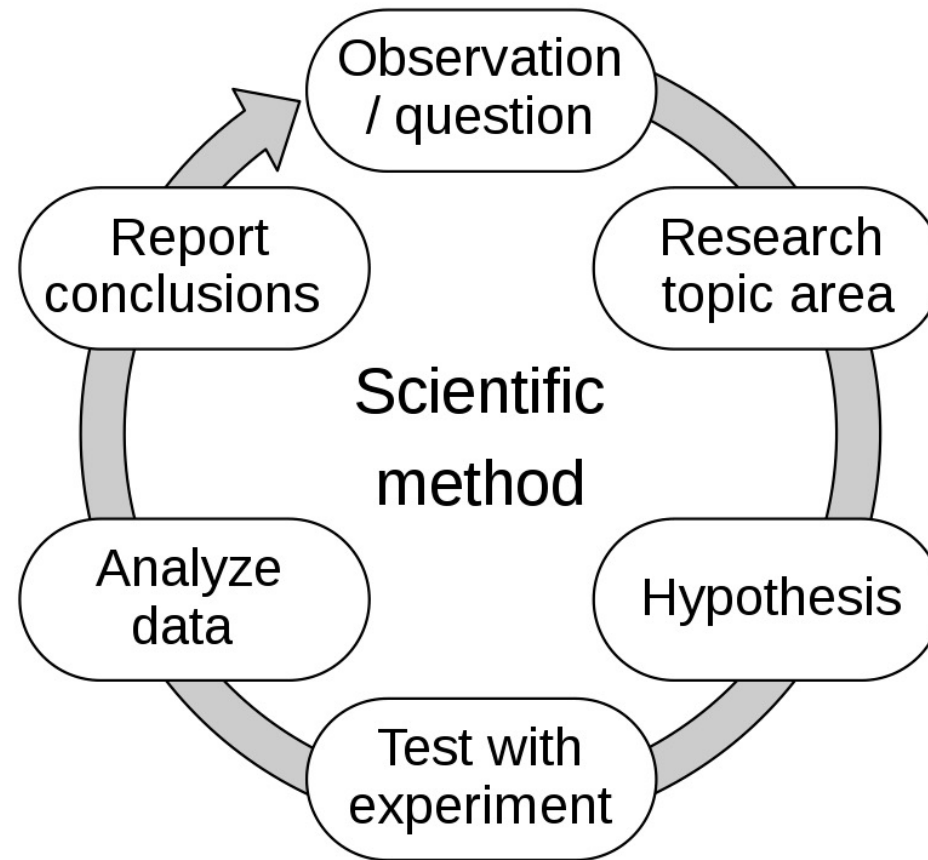 Observation
/ question
Research
topic area
Hypothesis
Test with
experiment
Analyze
data
Report
conclusions
Scientific
method